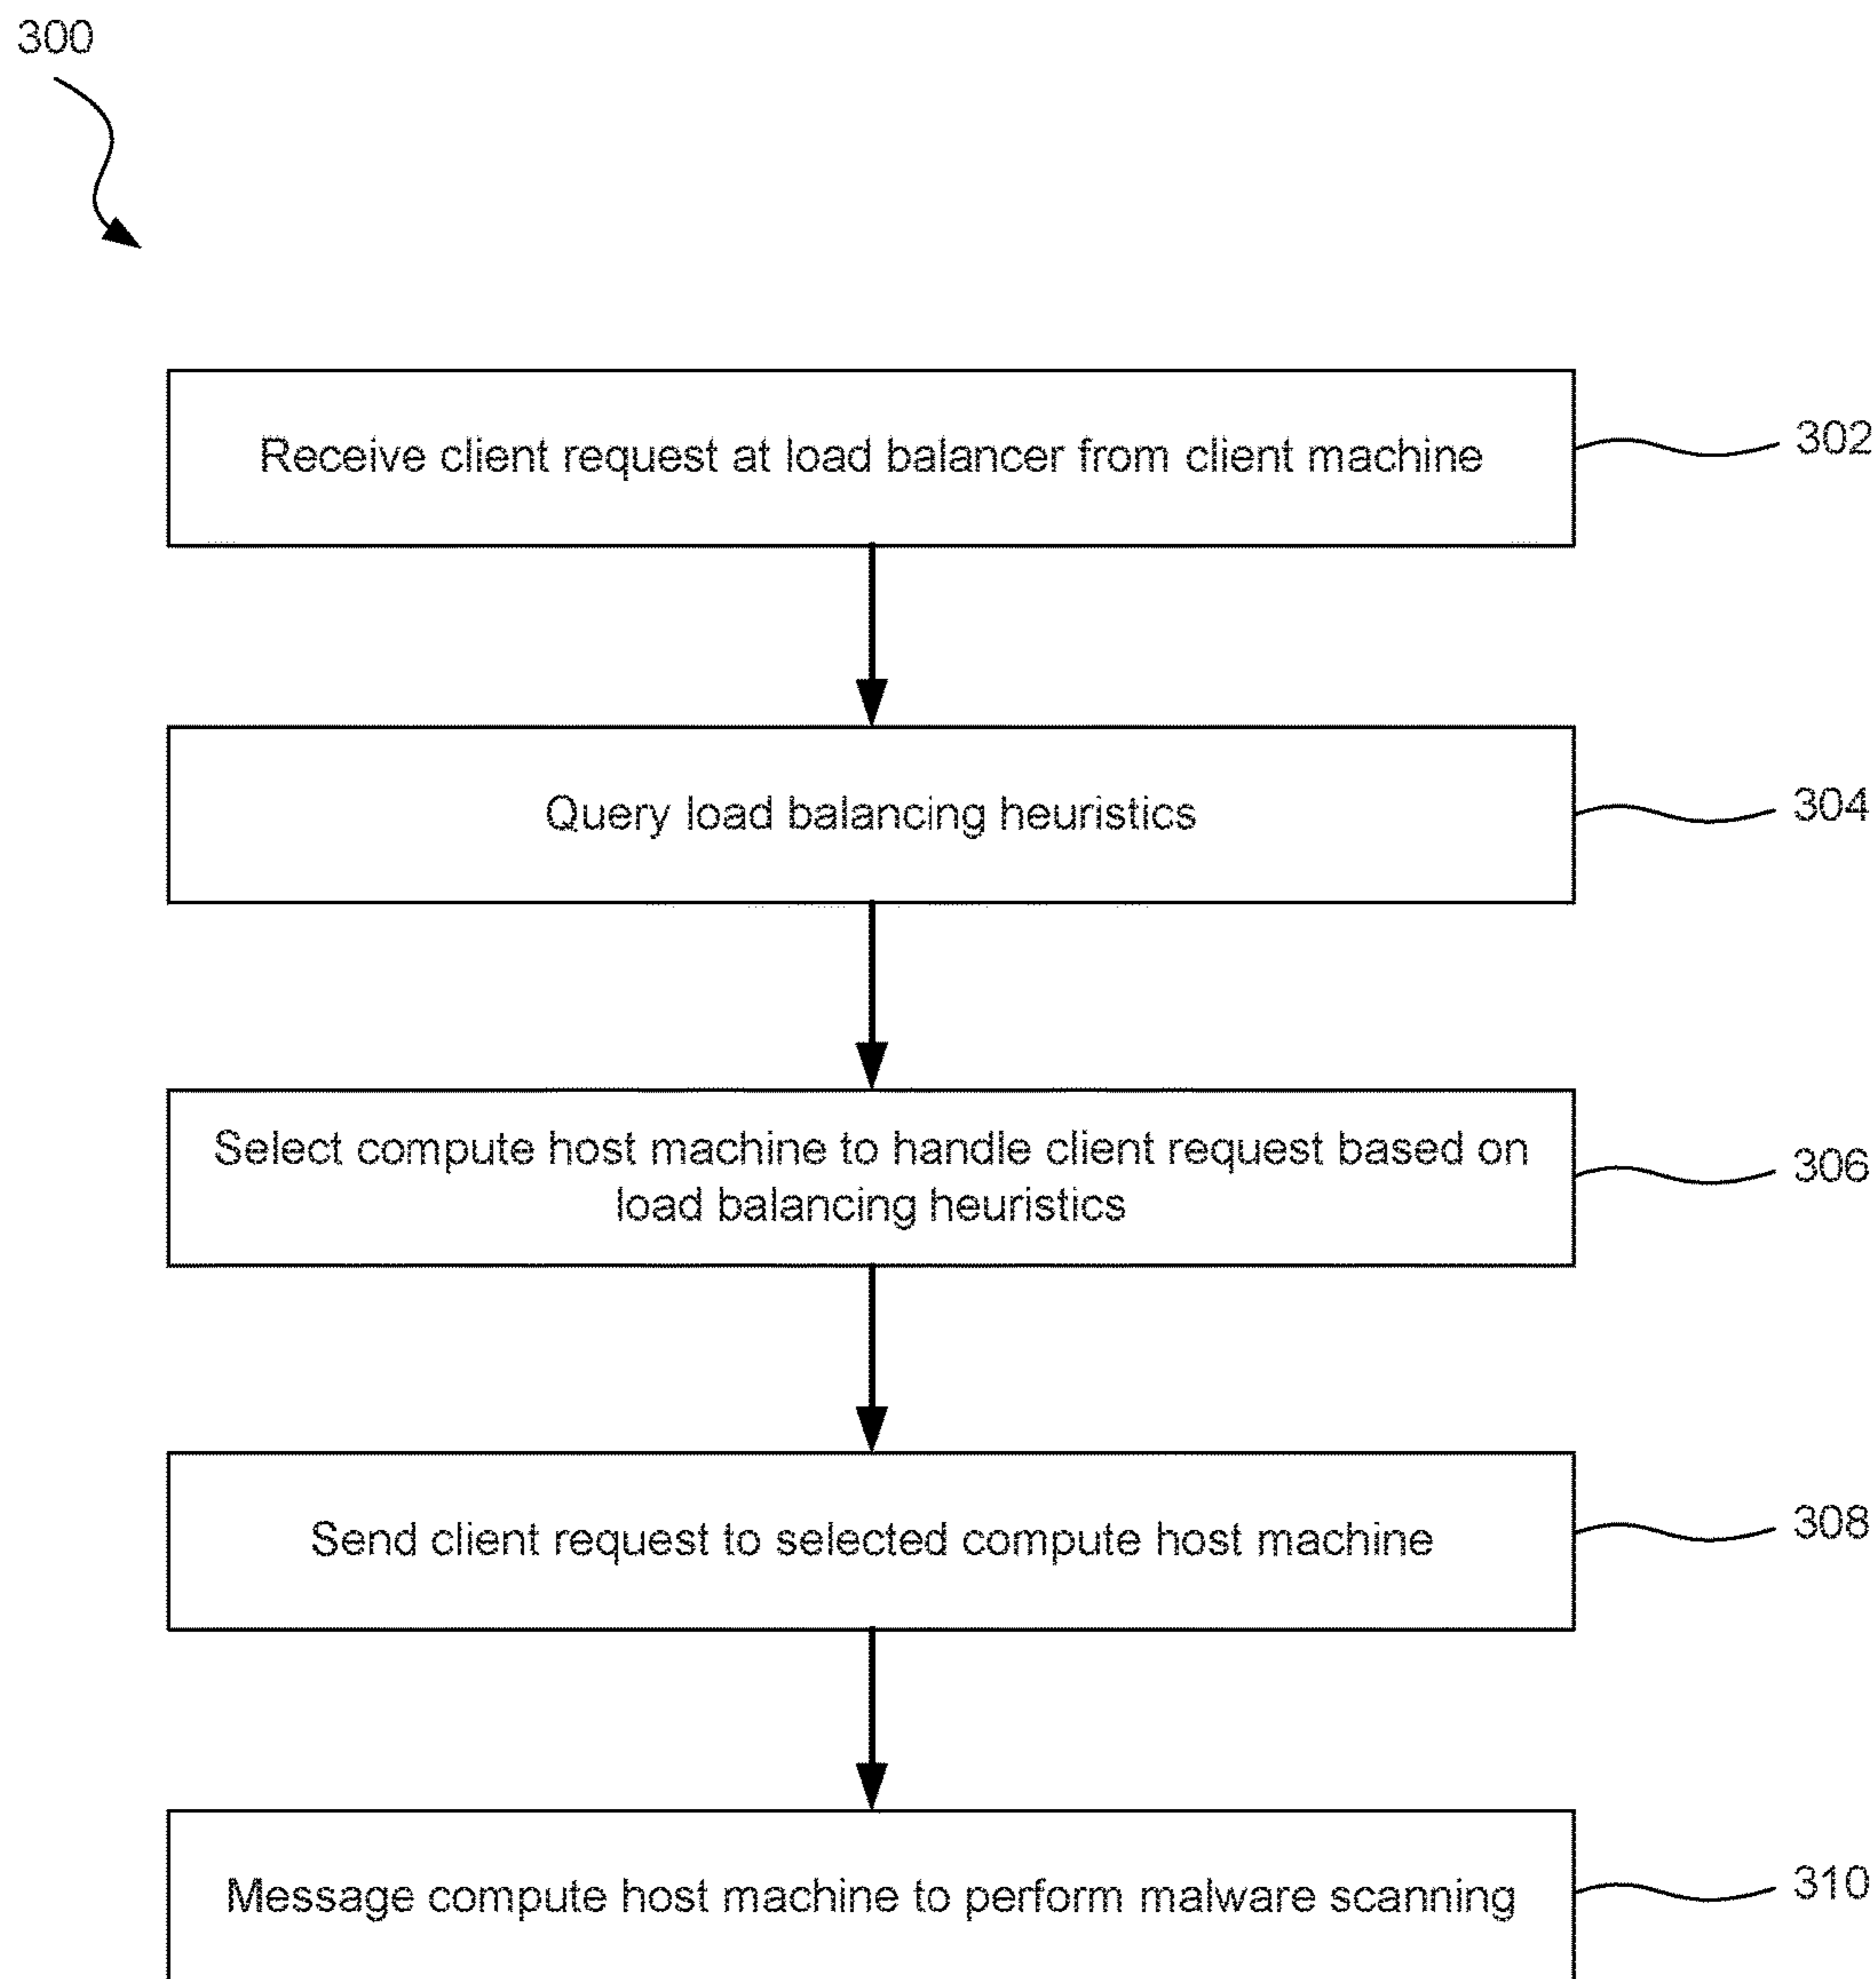 300
Receive client request at load balancer from client machine
302
Query load balancing heuristics
304
Select compute host machine to handle client request based on
load balancing heuristics
306
Send client request to selected compute host machine
308
Message compute host machine to perform malware scanning
310